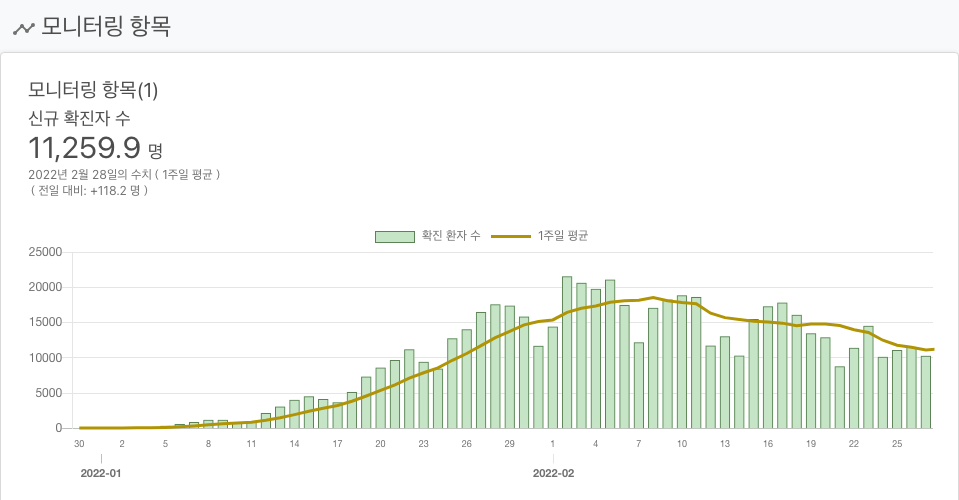 모니터링 항목
모니터링 항목(1)
신규 확진자 수
11,259.9 명
2022년 2월 28일의 수치 ( 1주일 평균 )
( 전일 대비: +118.2 명 )
확진 환자 수 1주일 평균
25000
20000
15000
10000
5000
0
30 2 5 8 11 14 17 20 23 26 29 1 4 7 10 13 16 19 22 25
2022-01 2022-02